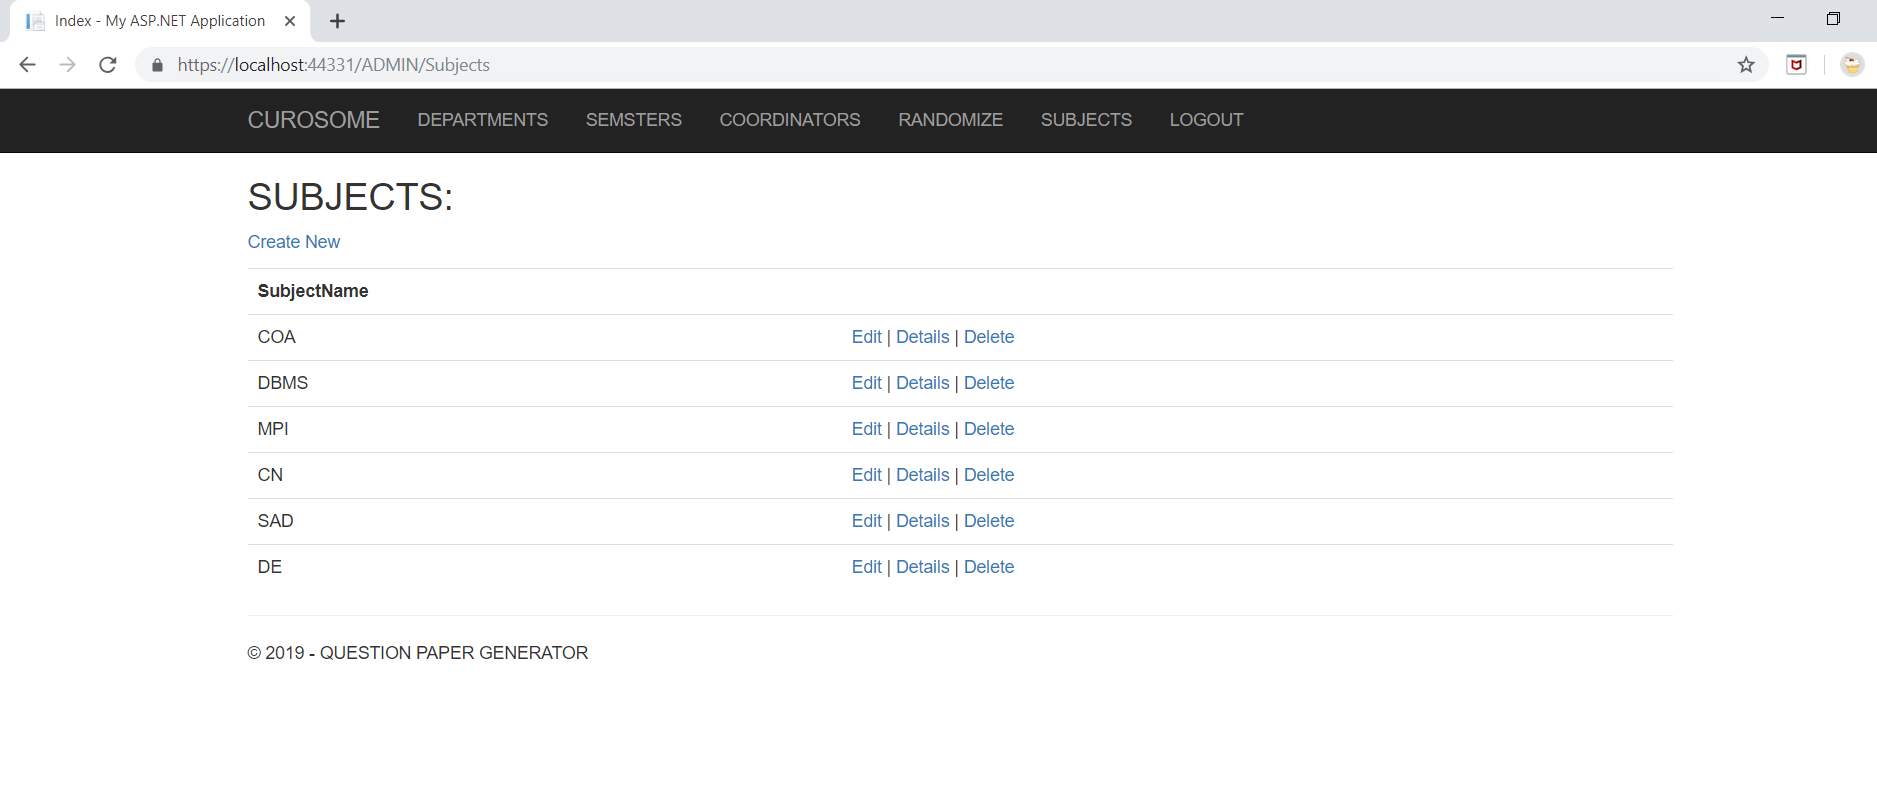 Index - My ASP.NET Application
https://localhost:44331/ADMIN/Subjects
CUROSOME DEPARTMENTS SEMSTERS COORDINATORS RANDOMIZE SUBJECTS LOGOUT
SUBJECTS:
Create New
SubjectName
COA Edit | Details | Delete
DBMS Edit | Details | Delete
MPI Edit | Details | Delete
CN Edit | Details | Delete
SAD Edit | Details | Delete
DE Edit | Details | Delete
© 2019 - QUESTION PAPER GENERATOR